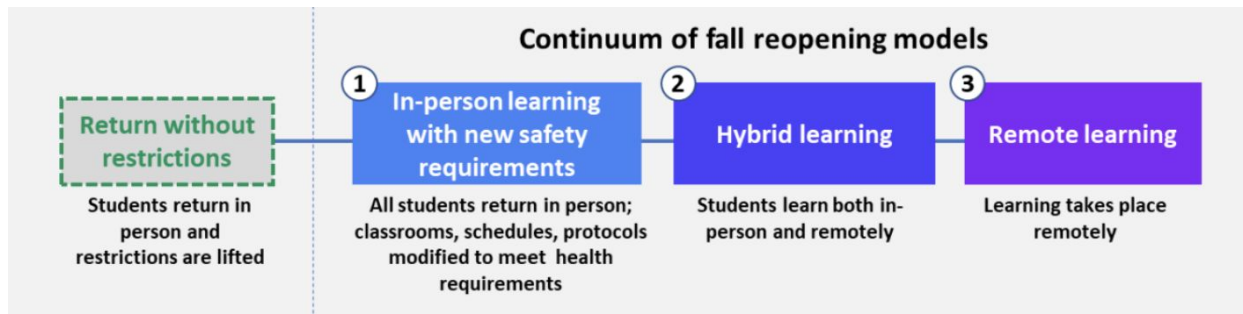 Continuum of fall reopening models
Return without
restrictions
Students return in
person and
restrictions are lifted
1
In-person learning
with new safety
requirements
All students return in person;
classrooms, schedules, protocols
modified to meet health
requirements
2
Hybrid learning
Students learn both in-
person and remotely
3
Remote learning
Learning takes place
remotely